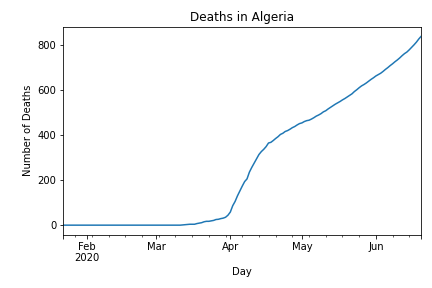 Deaths in Algeria
Number of Deaths
800
600
400
200
0
Feb
2020
Mar
Apr
May
Jun
Day